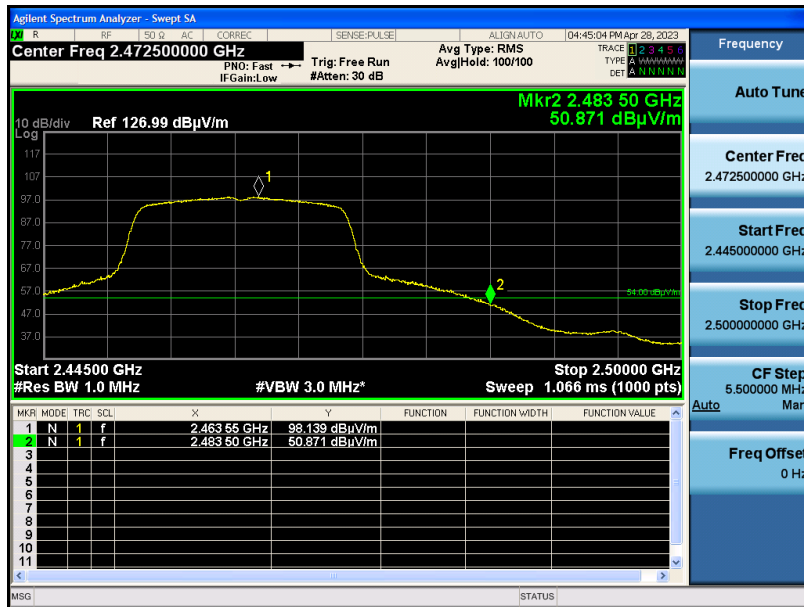 Agilent Spectrum Analyzer - Swept SA
LXI R RF 50 Ω AC CORREC SENSE:PULSE ALIGN AUTO 04:45:04 PM Apr 28, 2023
Center Freq 2.472500000 GHz
PNO: Fast
IFGain:Low
Trig: Free Run
#Atten: 30 dB
Avg Type: RMS
Avg|Hold: 100/100
TRACE 1 2 3 4 5 6
TYPE A WWWWW
DET A N N N N N
Mkr2 2.483 50 GHz
50.871 dBµV/m
10 dB/div Ref 126.99 dBµV/m
Log
117
107
97.0
87.0
77.0
67.0
57.0
47.0
37.0
1
2
54.00 dBµV/m
Start 2.44500 GHz Stop 2.50000 GHz
#Res BW 1.0 MHz #VBW 3.0 MHz* Sweep 1.066 ms (1000 pts)
MKR MODE TRC SCL X Y FUNCTION FUNCTION WIDTH FUNCTION VALUE
1 N 1 f 2.463 55 GHz 98.139 dBµV/m
2 N 1 f 2.483 50 GHz 50.871 dBµV/m
3
4
5
6
7
8
9
10
11
MSG STATUS
Frequency
Auto Tune
Center Freq
2.472500000 GHz
Start Freq
2.445000000 GHz
Stop Freq
2.500000000 GHz
CF Step
5.500000 MHz
Auto Man
Freq Offset
0 Hz